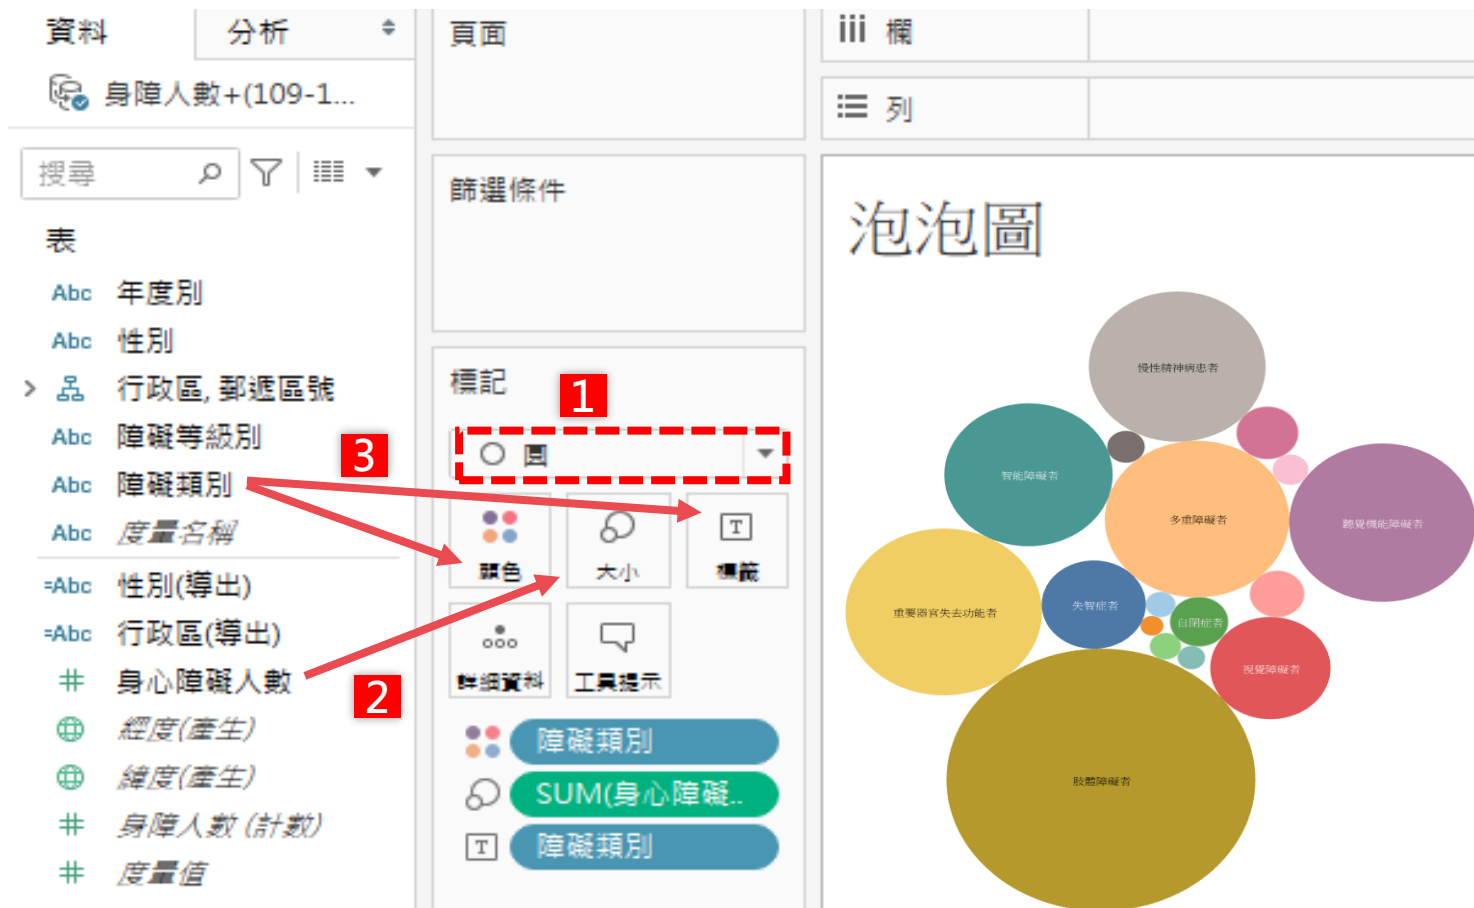 資料
分析
身障人數+(109-1...
搜尋
表
Abc 年度別
Abc 性別
行政區, 郵遞區號
Abc 障礙等級別
Abc 障礙類別
Abc 度量名稱
=Abc 性別(導出)
=Abc 行政區(導出)
# 身心障礙人數
經度(產生)
緯度(產生)
# 身障人數 (計數)
# 度量值
頁面
篩選條件
標記
1
圓
3
顏色
大小
T
標籤
2
詳細資料
工具提示
障礙類別
SUM(身心障礙..
T 障礙類別
iii 欄
列
泡泡圖
慢性精神病患者
智能障礙者
多重障礙者
聽覺機能障礙者
重要器官失去功能者
失智症者
自閉症者
視覺障礙者
肢體障礙者